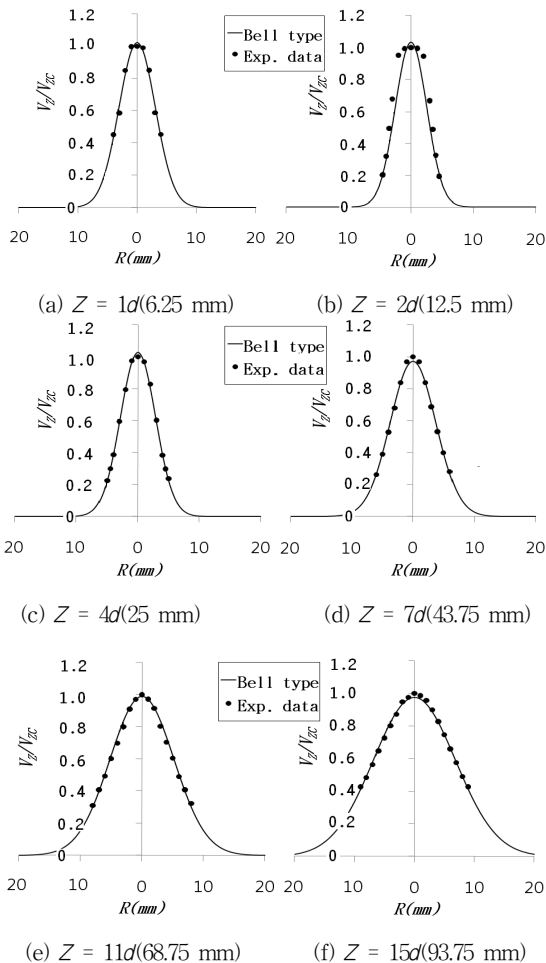 1.2
1.0
0.8
0.6
0.4
0.2
0
V_Z/V_ZC
20 10 0 10 20
R(mm)
Bell type
Exp. data
1.2
1.0
0.8
0.6
0.4
0.2
0
V_Z/V_ZC
20 10 0 10 20
R(mm)
(a) Z = 1d(6.25 mm)
(b) Z = 2d(12.5 mm)
1.2
1.0
0.8
0.6
0.4
0.2
0
V_Z/V_ZC
20 10 0 10 20
R(mm)
Bell type
Exp. data
1.2
1.0
0.8
0.6
0.4
0.2
0
V_Z/V_ZC
20 10 0 10 20
R(mm)
(c) Z = 4d(25 mm)
(d) Z = 7d(43.75 mm)
1.2
1.0
0.8
0.6
0.4
0.2
0
V_Z/V_ZC
20 10 0 10 20
R(mm)
Bell type
Exp. data
1.2
1.0
0.8
0.6
0.4
0.2
0
V_Z/V_ZC
20 10 0 10 20
R(mm)
(e) Z = 11d(68.75 mm)
(f) Z = 15d(93.75 mm)